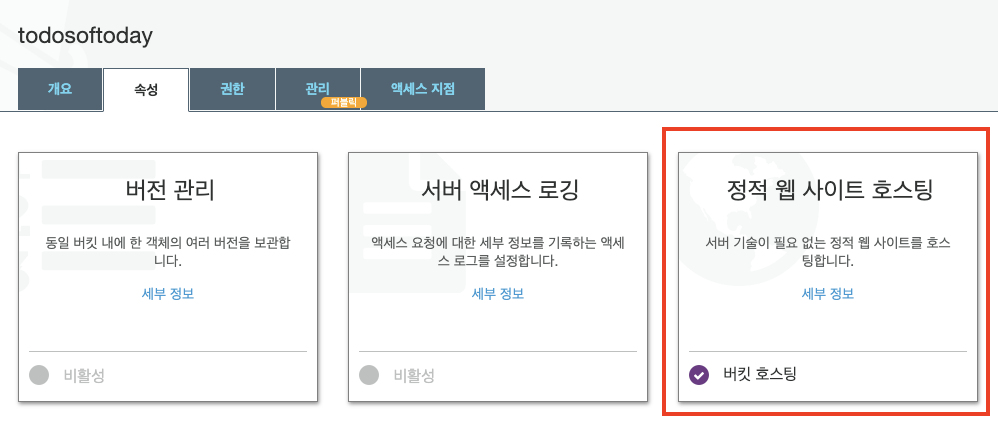 todosoftoday
개요
속성
권한
관리
퍼블릭
액세스 지점
버전 관리
동일 버킷 내에 한 객체의 여러 버전을 보관합
니다.
세부 정보
비활성
서버 액세스 로깅
액세스 요청에 대한 세부 정보를 기록하는 액세
스 로그를 설정합니다.
세부 정보
비활성
정적 웹 사이트 호스팅
서버 기술이 필요 없는 정적 웹 사이트를 호스
팅합니다.
세부 정보
버킷 호스팅